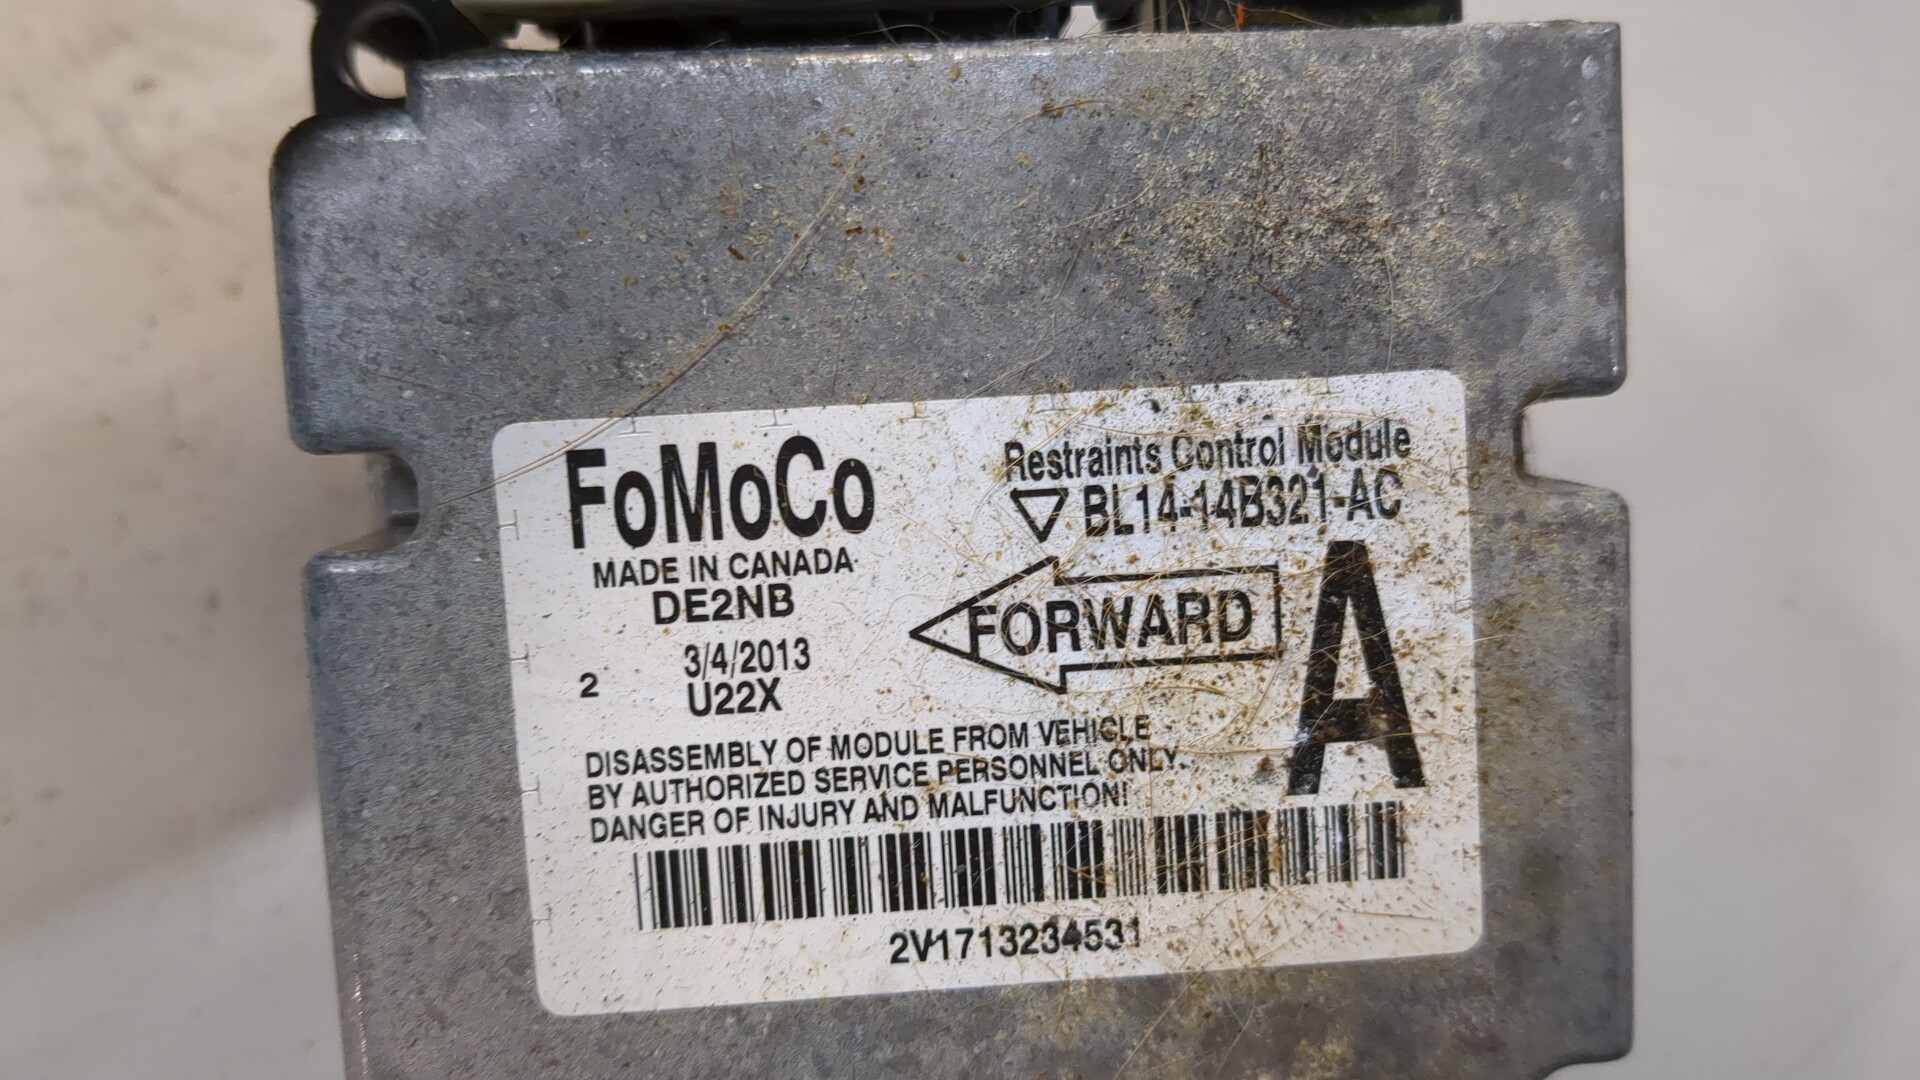 FoMoCo
MADE IN CANADA
DE2NB
3/4/2013
2 U22X
Restraints Control Module
BL14-14B321-AC
FORWARD
A
DISASSEMBLY OF MODULE FROM VEHICLE
BY AUTHORIZED SERVICE PERSONNEL ONLY.
DANGER OF INJURY AND MALFUNCTION!
2V1713234531